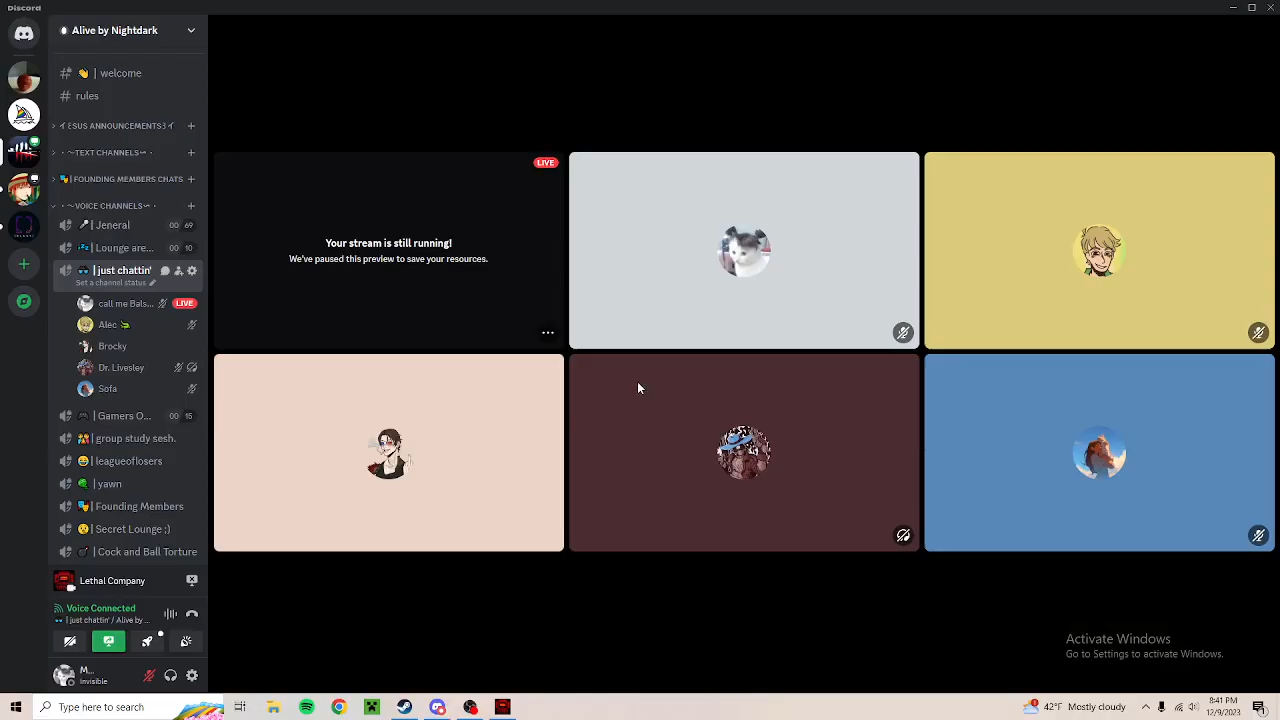 Discord
Alive by lightdark
👋 | welcome
rules
ESUS ANNOUNCEMENTS
~TEXT CHANNELS~
FOUNDING MEMBERS CHATS
~VOICE CHANNELS~
| Jeneral 00 69
| Lounge are... 00 10
| just chattin'
Set a channel status
call me Bals... LIVE
Alec
Brocky
Dr. Livesley
Sofa
| Gamers O... 00 15
| group study sesh.
| leagueoflosers
| yawn
| Founding Members
| Secret Lounge ;)
| Cock and Ball Torture
Lethal Company
Voice Connected
| just chattin' / Alive by...
M...
Invisible
LIVE
Your stream is still running!
We've paused this preview to save your resources.
Activate Windows
Go to Settings to activate Windows.
Type here to search
42°F Mostly cloudy
8:41 PM
12/9/2023